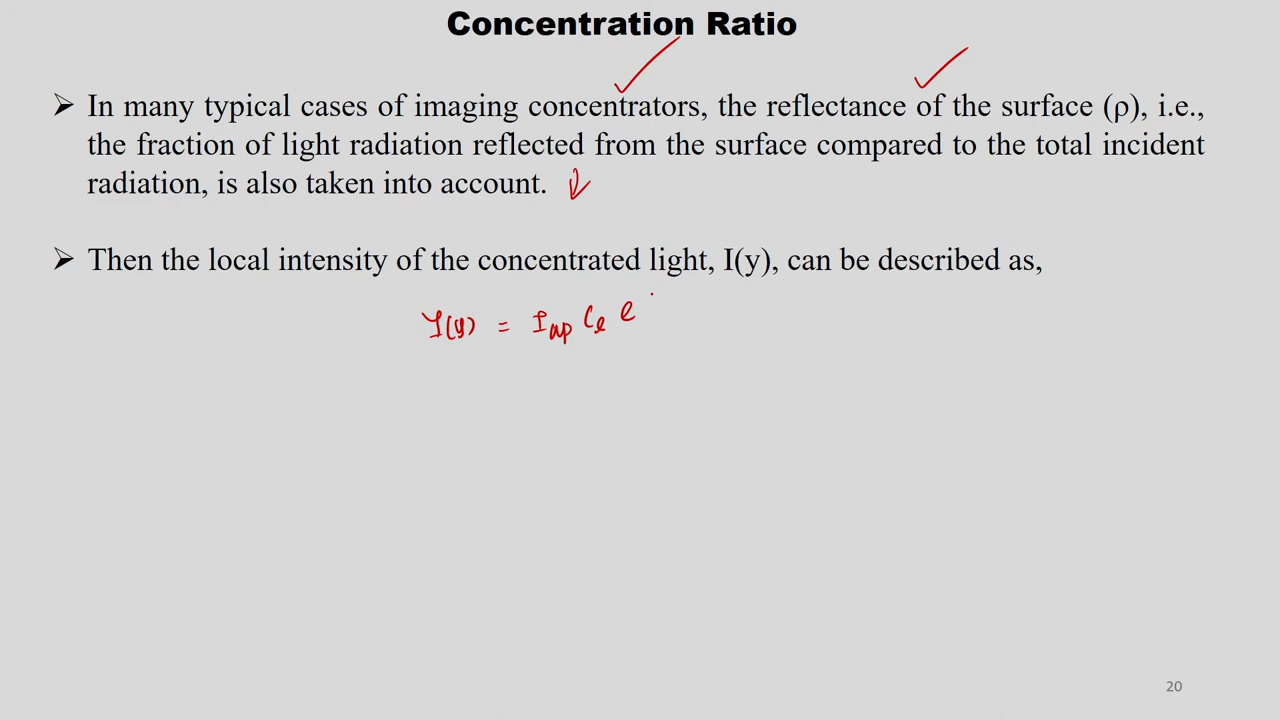 Concentration Ratio
➢ In many typical cases of imaging concentrators, the reflectance of the surface (ρ), i.e.,
the fraction of light radiation reflected from the surface compared to the total incident
radiation, is also taken into account.
➢ Then the local intensity of the concentrated light, I(y), can be described as,
I(y) = I_ap C_l e
20